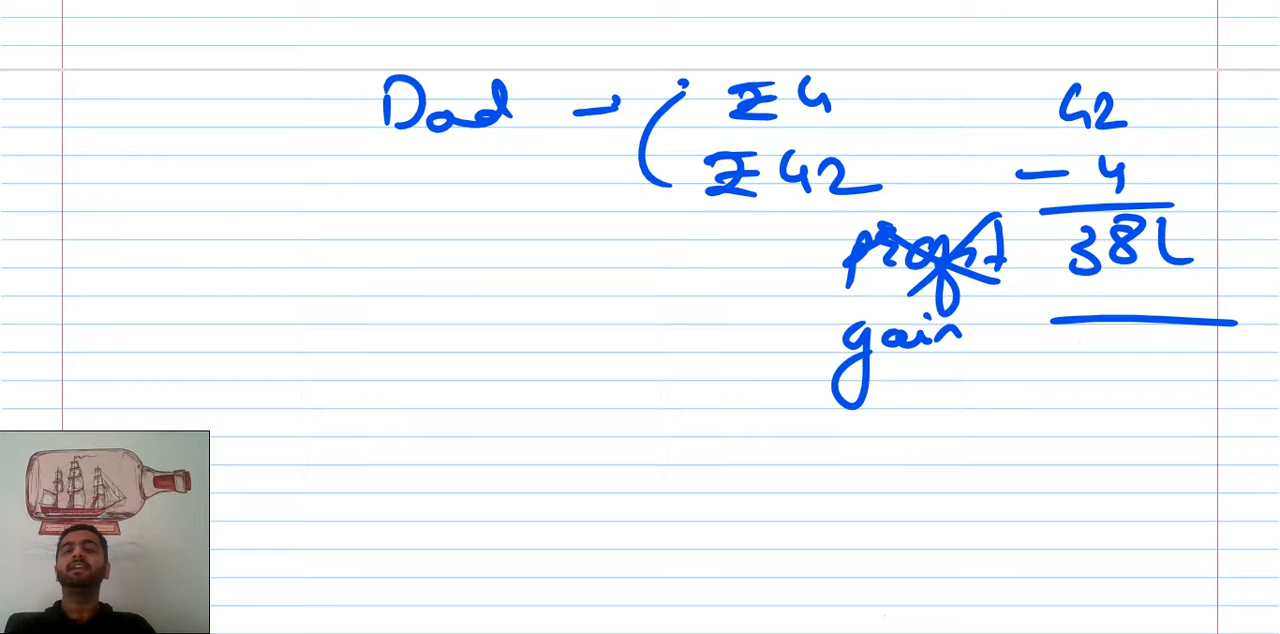 Dad → ( ₹ 4
₹ 42
42
- 4
38L
profit
gain